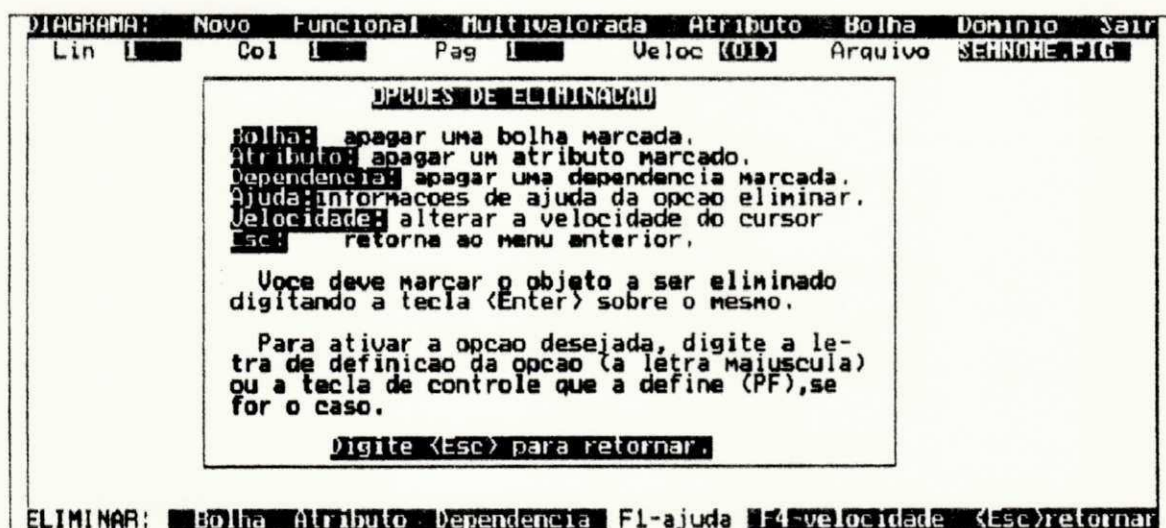 DIAGRAMA: Novo Funcional Multivalorada Atributo Bolha Dominio Sair
Lin 1 Col 1 Pag 1 Veloc (01) Arquivo SEMNOME.FIG
OPCOES DE ELIMINACAO
Bolha: apagar uma bolha marcada.
Atributo: apagar um atributo marcado.
Dependencia: apagar uma dependencia marcada.
Ajuda:informacoes de ajuda da opcao eliminar.
Velocidade: alterar a velocidade do cursor
Esc: retorna ao menu anterior.
Voce deve marcar o objeto a ser eliminado
digitando a tecla <Enter> sobre o mesmo.
Para ativar a opcao desejada, digite a le-
tra de definicao da opcao (a letra maiuscula)
ou a tecla de controle que a define (PF),se
for o caso.
Digite <Esc> para retornar.
ELIMINAR: Bolha Atributo Dependencia F1-ajuda F4-velocidade <Esc>retornar